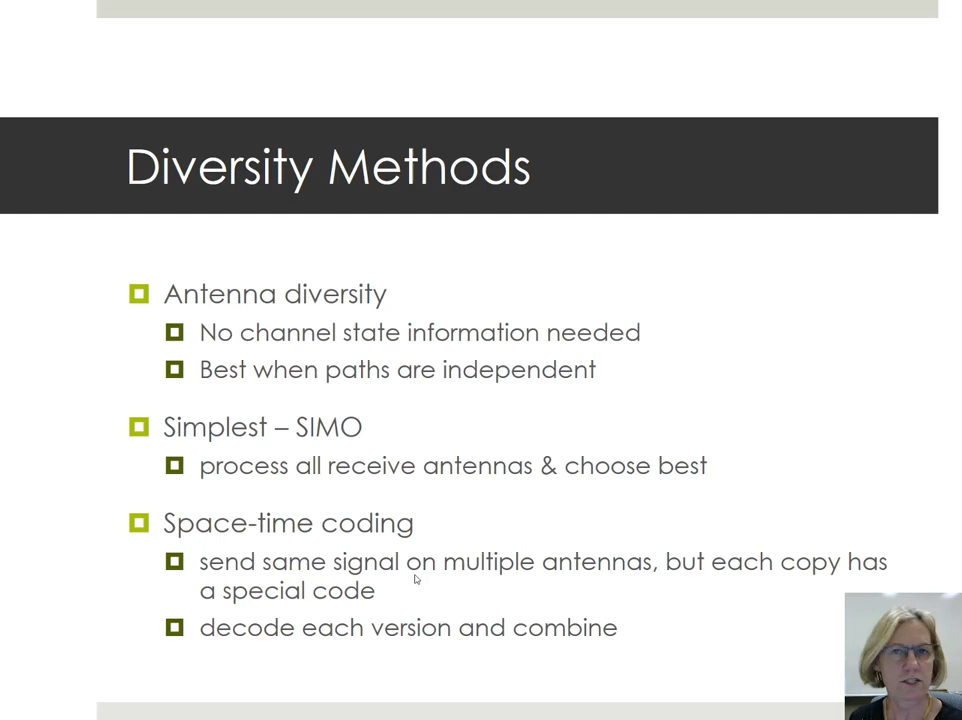 Diversity Methods
Antenna diversity
No channel state information needed
Best when paths are independent
Simplest – SIMO
process all receive antennas & choose best
Space-time coding
send same signal on multiple antennas, but each copy has
a special code
decode each version and combine